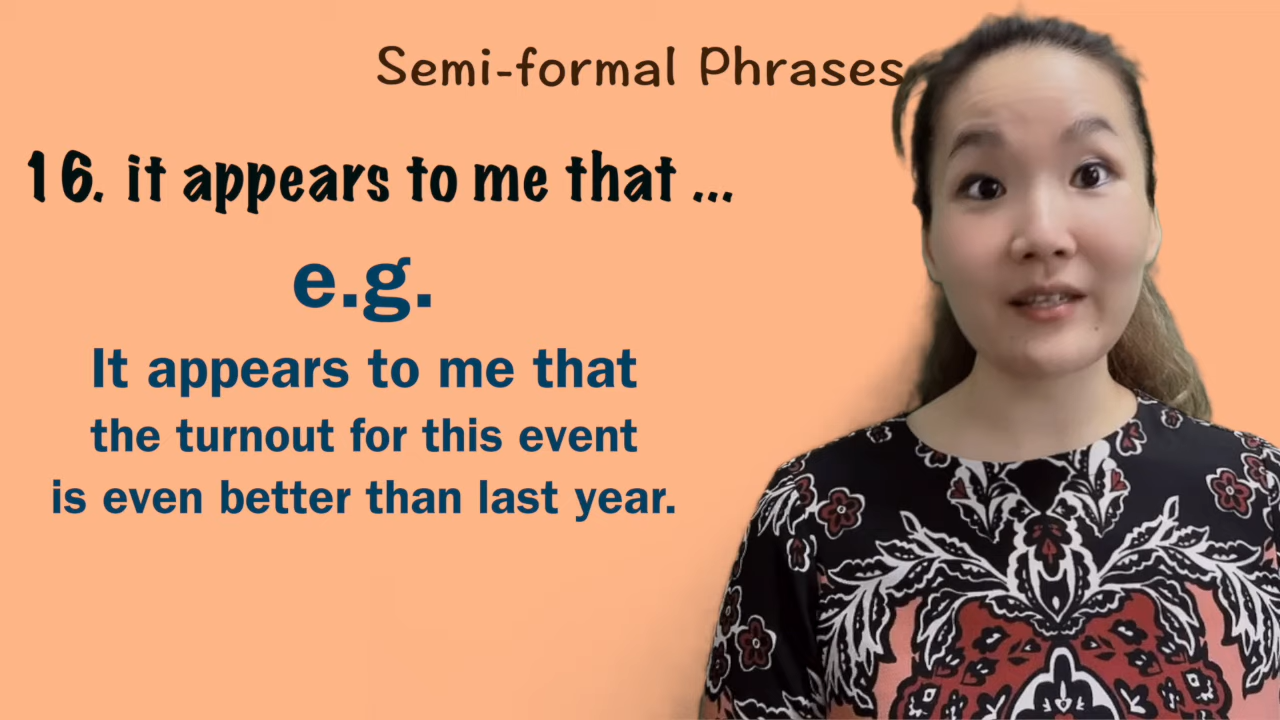 Semi-formal Phrases
16. it appears to me that ...
e.g.
It appears to me that
the turnout for this event
is even better than last year.